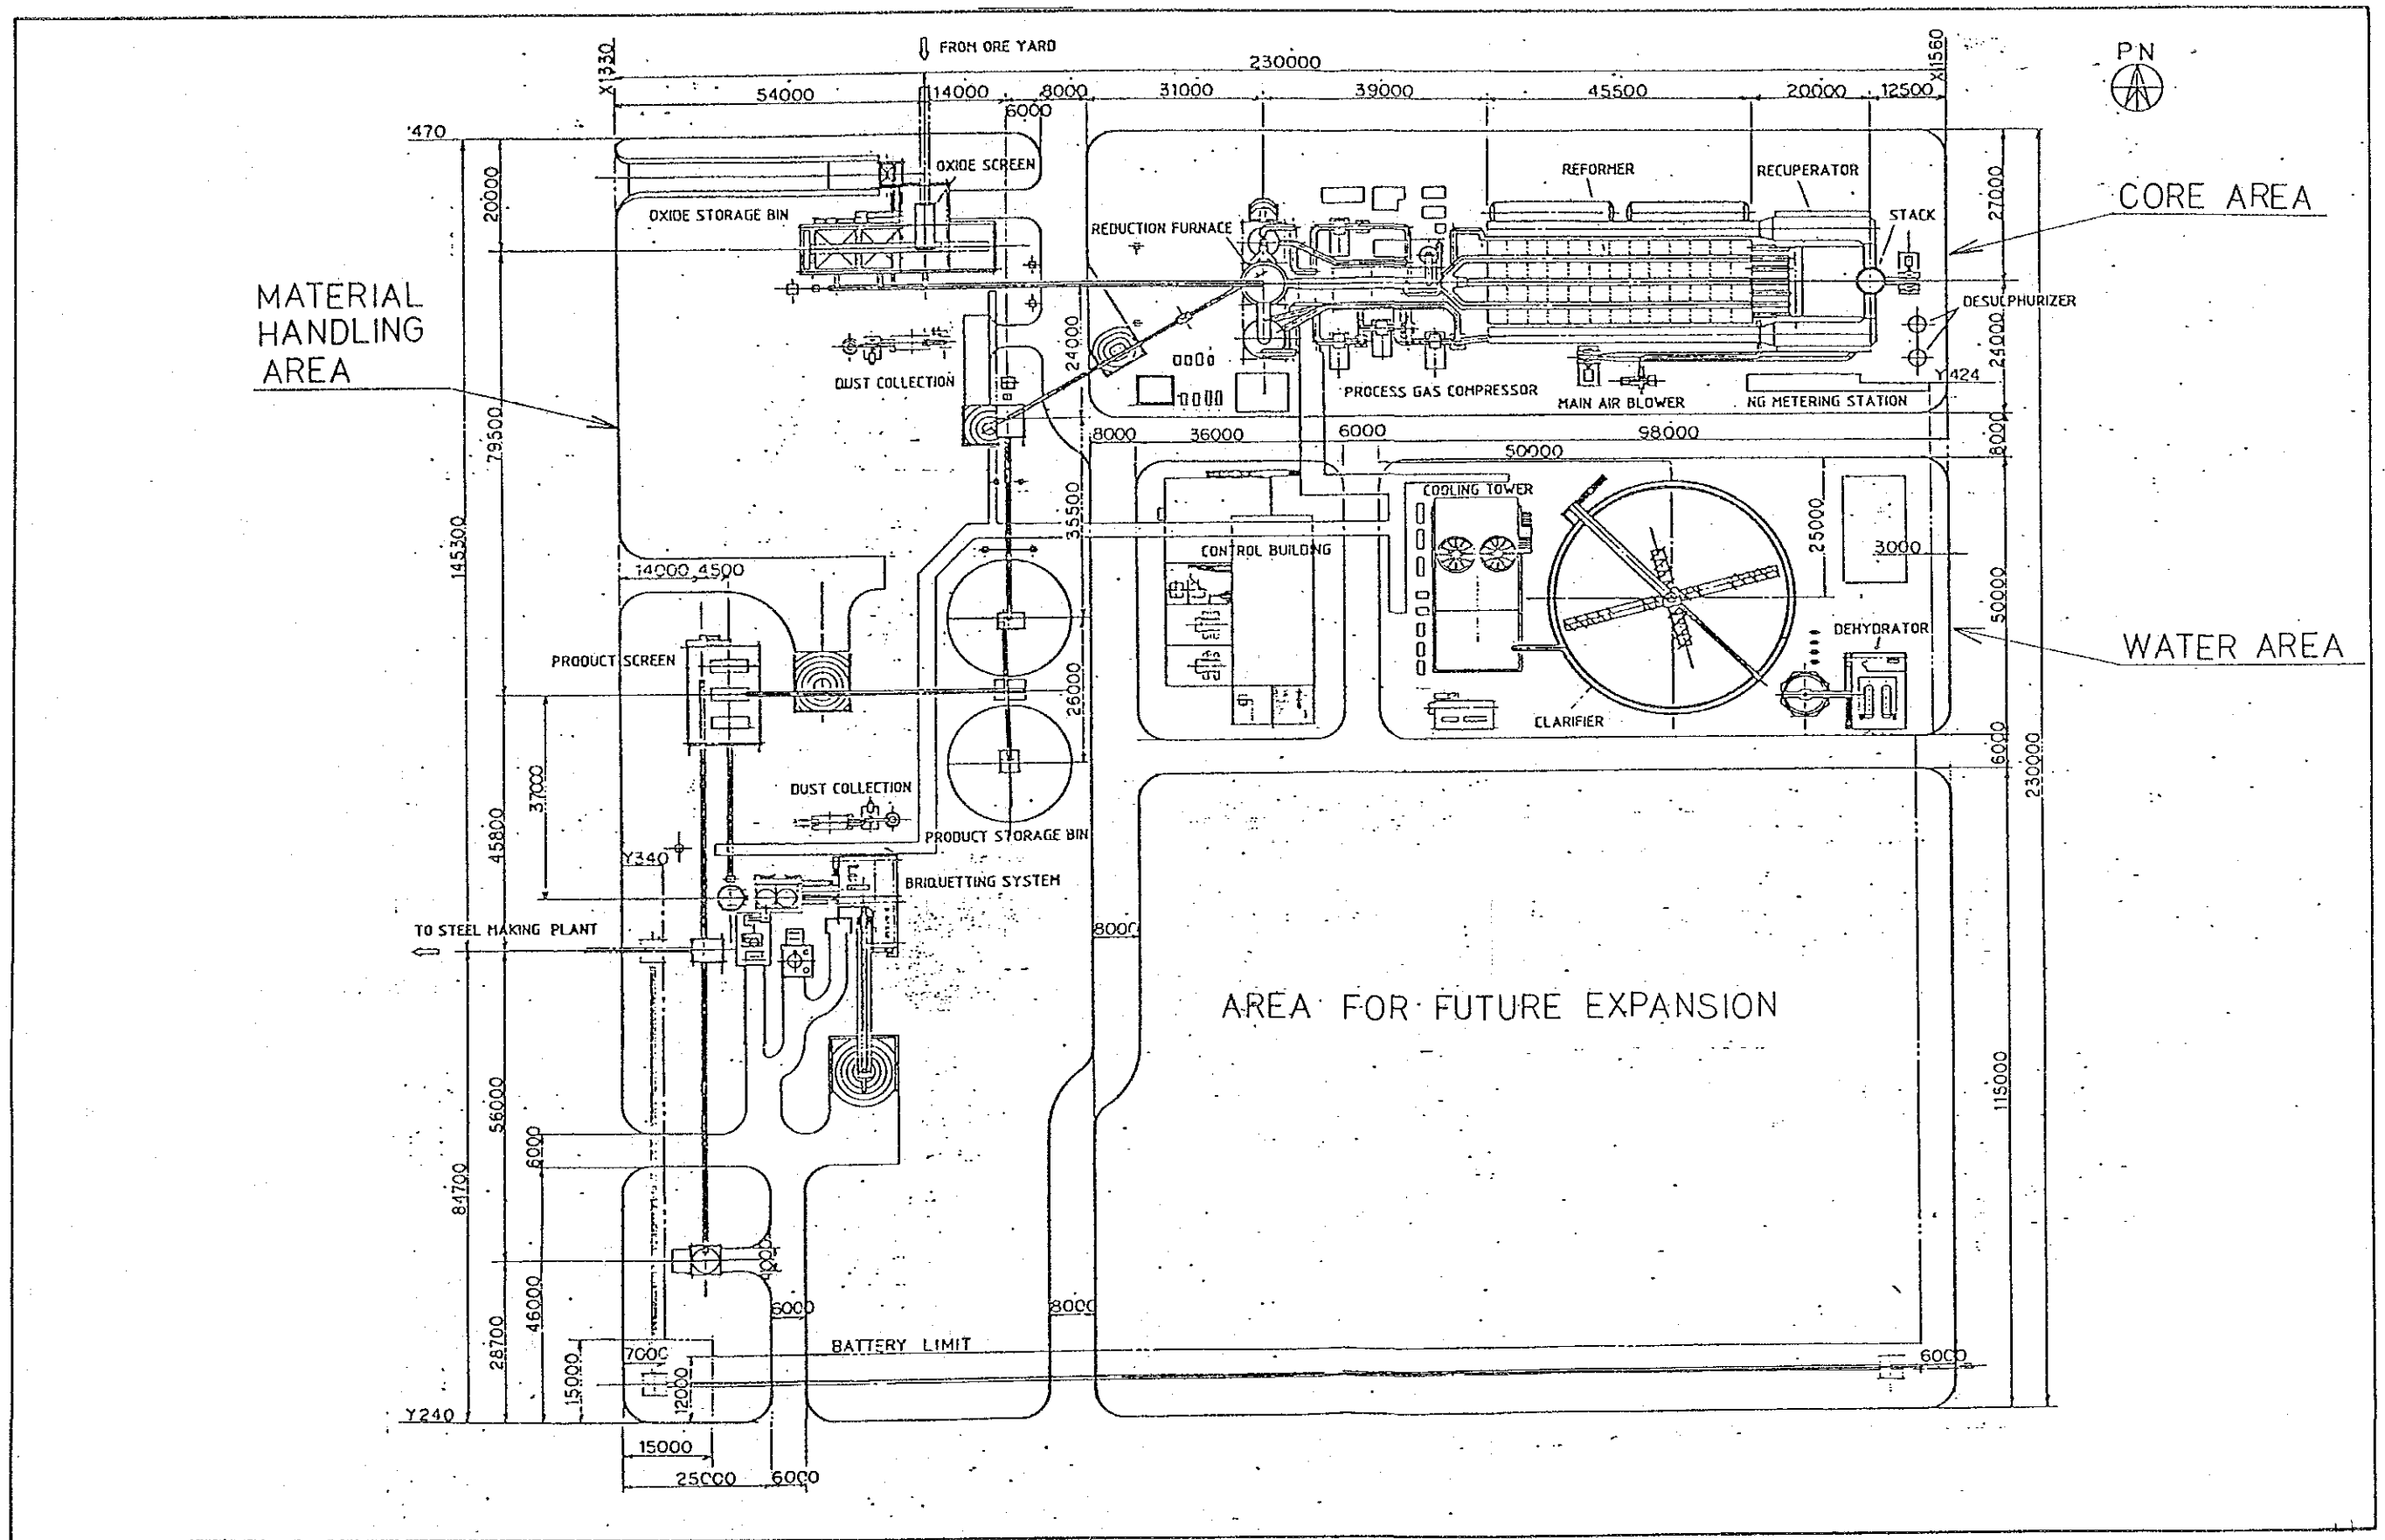 FROM ORE YARD
PN
X1330
230000
X1560
54000
14000
8000
31000
39000
45500
20000
12500
6000
'470
OXIDE SCREEN
REFORMER
RECUPERATOR
CORE AREA
20000
27000
OXIDE STORAGE BIN
REDUCTION FURNACE
STACK
MATERIAL
HANDLING
AREA
DESULPHURIZER
24000
24000
DUST COLLECTION
PROCESS GAS COMPRESSOR
MAIN AIR BLOWER
NG METERING STATION
Y424
79500
8000
36000
6000
98000
8000
50000
COOLING TOWER
35500
25000
145300
CONTROL BUILDING
3000
14000
4500
50000
DEHYDRATOR
WATER AREA
PRODUCT SCREEN
26000
CLARIFIER
6000
230000
3700
DUST COLLECTION
45800
PRODUCT STORAGE BIN
Y340
BRIQUETTING SYSTEM
TO STEEL MAKING PLANT
8000
AREA FOR FUTURE EXPANSION
56000
6000
115000
84700
4000
46000
6000
8000
28700
BATTERY LIMIT
7000
6000
15000
12000
Y240
15000
25000
6000